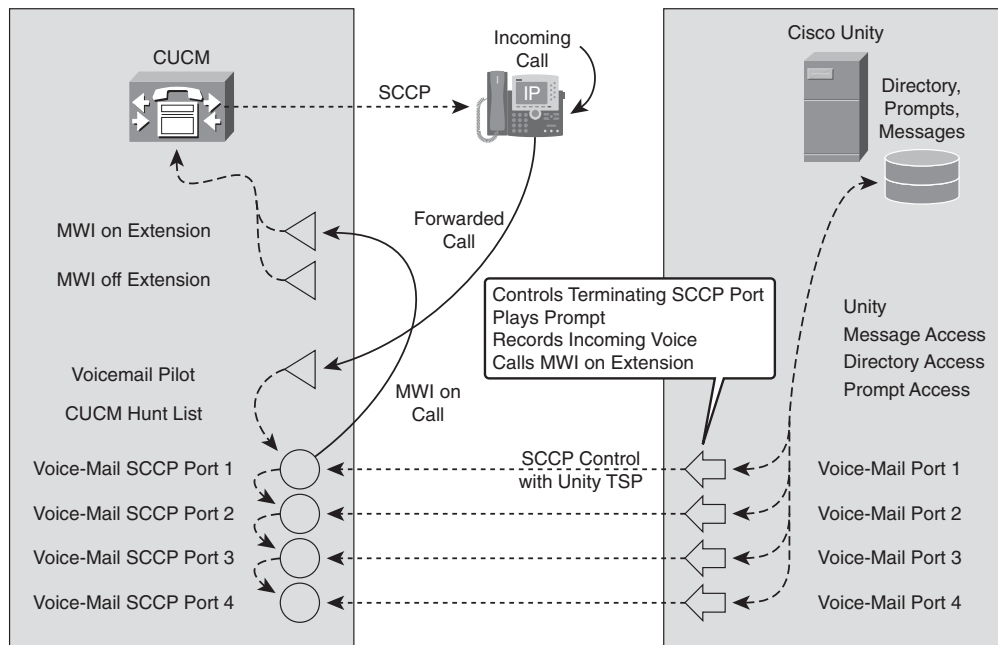 CUCM
SCCP
Incoming
Call
IP
Cisco Unity
Directory,
Prompts,
Messages
MWI on Extension
MWI off Extension
Forwarded
Call
Controls Terminating SCCP Port
Plays Prompt
Records Incoming Voice
Calls MWI on Extension
Unity
Message Access
Directory Access
Prompt Access
Voicemail Pilot
CUCM Hunt List
MWI on
Call
Voice-Mail SCCP Port 1
SCCP Control
with Unity TSP
Voice-Mail Port 1
Voice-Mail SCCP Port 2
Voice-Mail Port 2
Voice-Mail SCCP Port 3
Voice-Mail Port 3
Voice-Mail SCCP Port 4
Voice-Mail Port 4